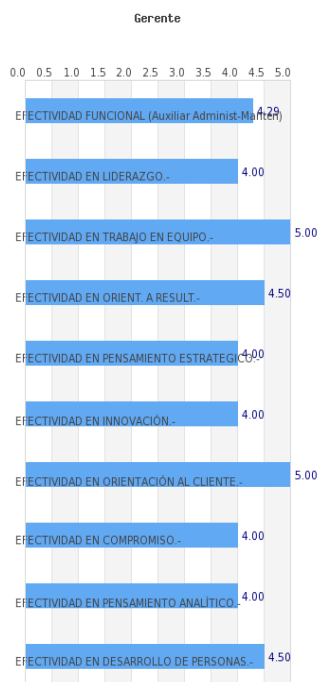 Gerente
0.0 0.5 1.0 1.5 2.0 2.5 3.0 3.5 4.0 4.5 5.0
EFECTIVIDAD FUNCIONAL (Auxiliar Administ-Manten) 4.29
EFECTIVIDAD EN LIDERAZGO.- 4.00
EFECTIVIDAD EN TRABAJO EN EQUIPO.- 5.00
EFECTIVIDAD EN ORIENT. A RESULT.- 4.50
EFECTIVIDAD EN PENSAMIENTO ESTRATEGICO.- 4.00
EFECTIVIDAD EN INNOVACIÓN.- 4.00
EFECTIVIDAD EN ORIENTACIÓN AL CLIENTE.- 5.00
EFECTIVIDAD EN COMPROMISO.- 4.00
EFECTIVIDAD EN PENSAMIENTO ANALÍTICO.- 4.00
EFECTIVIDAD EN DESARROLLO DE PERSONAS.- 4.50